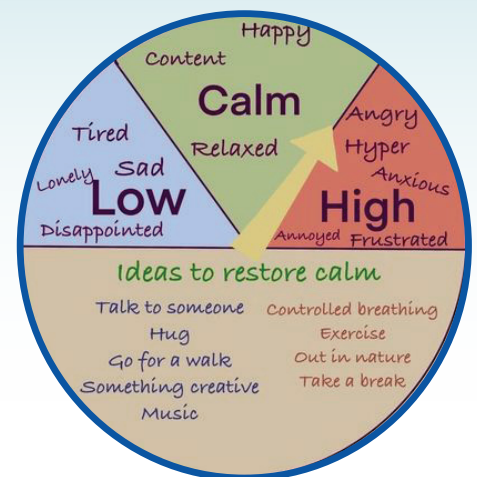 Happy
Content
Calm
Relaxed
Tired
Lonely
Sad
Low
Disappointed
Angry
Hyper
Anxious
High
Annoyed
Frustrated
Ideas to restore calm
Talk to someone
Hug
Go for a walk
Something creative
Music
Controlled breathing
Exercise
Out in nature
Take a break